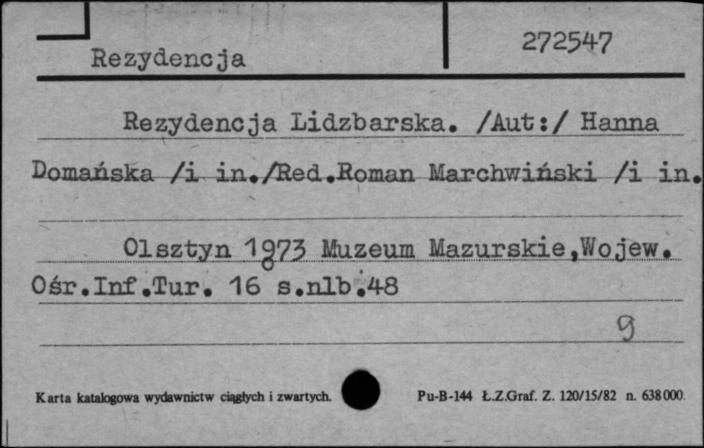 272547
Rezydencja
Rezydencja Lidzbarska. /Aut:/ Hanna
Domańska /i in./Red.Roman Marchwiński /i in.
Olsztyn 1973 Muzeum Mazurskie,Wojew.
Ośr.Inf.Tur. 16 s.nlb.48
9
Karta katalogowa wydawnictw ciągłych i zwartych. Pu-B-144 Ł.Z.Graf. Z. 120/15/82 n. 638000.